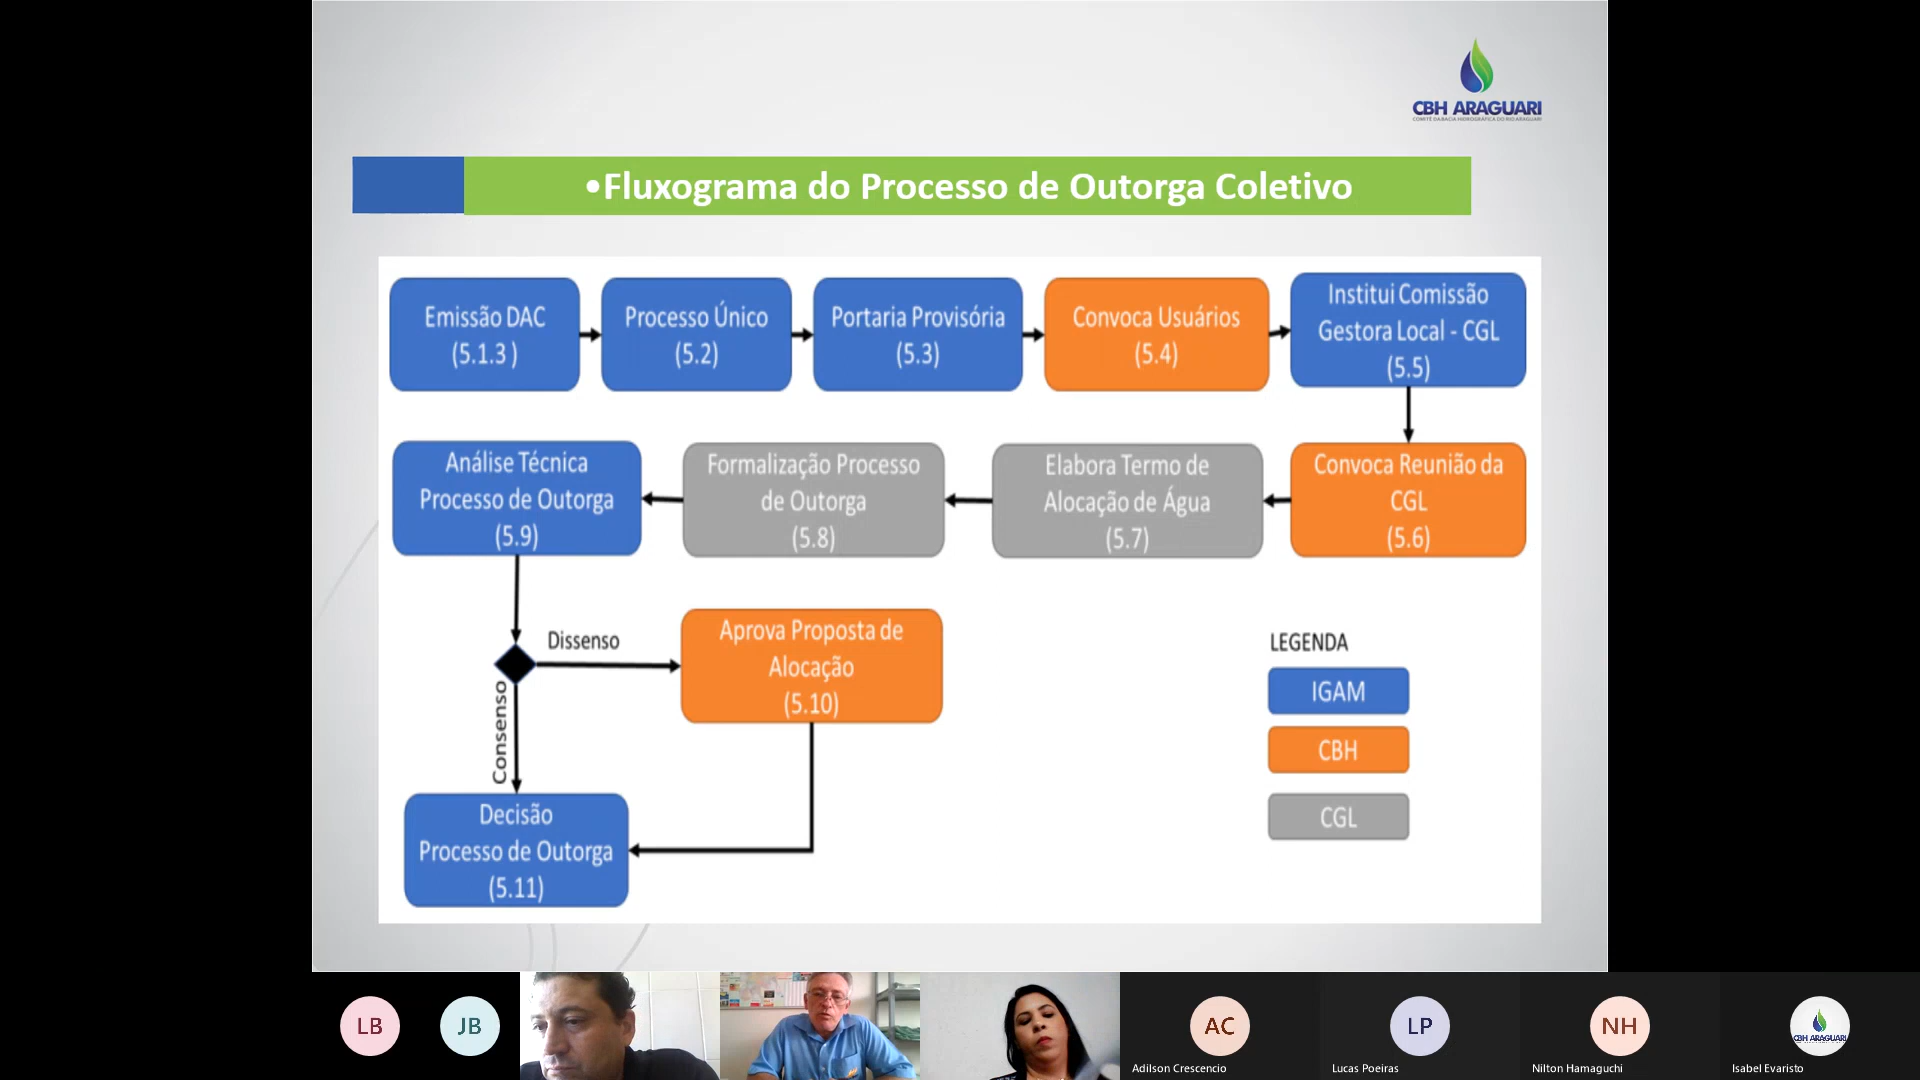 CBH ARAGUARI
COMITÊ DA BACIA HIDROGRÁFICA DO RIO ARAGUARI
•Fluxograma do Processo de Outorga Coletivo
Emissão DAC
(5.1.3 )
Processo Único
(5.2)
Portaria Provisória
(5.3)
Convoca Usuários
(5.4)
Institui Comissão
Gestora Local - CGL
(5.5)
Análise Técnica
Processo de Outorga
(5.9)
Formalização Processo
de Outorga
(5.8)
Elabora Termo de
Alocação de Água
(5.7)
Convoca Reunião da
CGL
(5.6)
Dissenso
Consenso
Aprova Proposta de
Alocação
(5.10)
Decisão
Processo de Outorga
(5.11)
LEGENDA
IGAM
CBH
CGL
LB
JB
AC
Adilson Crescencio
LP
Lucas Poeiras
NH
Nilton Hamaguchi
CBH ARAGUARI
Isabel Evaristo